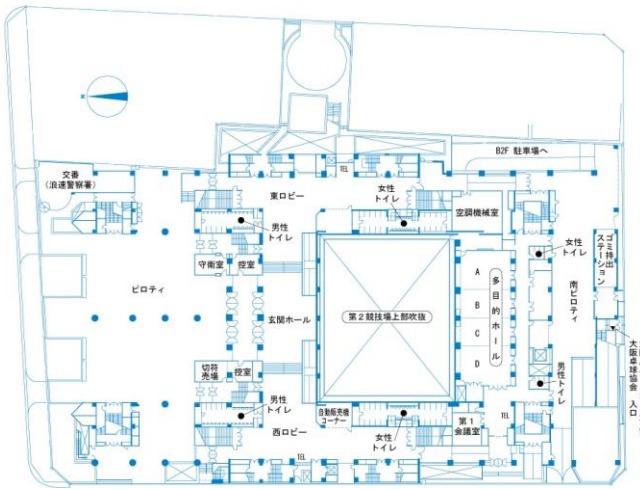 TEL
B2F 駐車場へ
交番
(浪速警察署)
東ロビー
女性
トイレ
空調機械室
男性
トイレ
女性
トイレ
ゴミ排出
ステーション
守衛室
控室
ピロティ
玄関ホール
第2競技場上部吹抜
A
B
C
D
多目的ホール
南ピロティ
切符
売場
控室
男性
トイレ
男性
トイレ
自動販売機
コーナー
女性
トイレ
第1
会議室
TEL
西ロビー
TEL
大阪卓球協会 入口